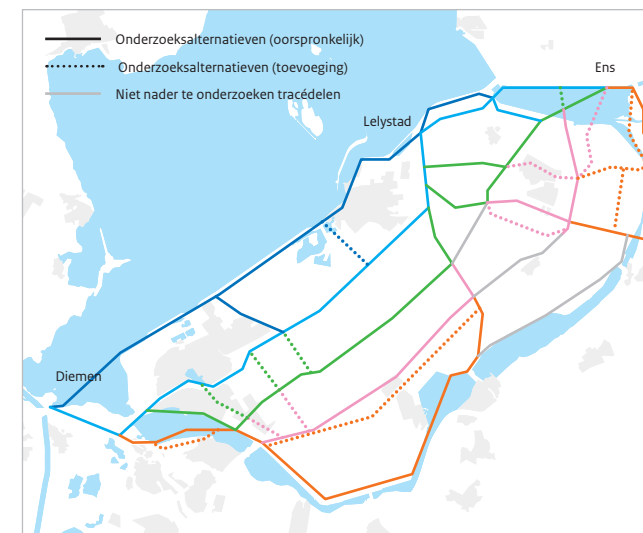 Onderzoeksalternatieven (oorspronkelijk)
Onderzoeksalternatieven (toevoeging)
Niet nader te onderzoeken tracédelen
Ens
Lelystad
Diemen